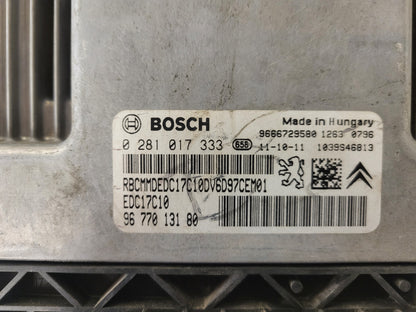 BOSCH Made in Hungary
9666729580 1263 0796
0 281 017 333 658 11-10-11 1039S46813
RBCMMDEDC17C10DV6D97CEM01
EDC17C10
96 770 131 80